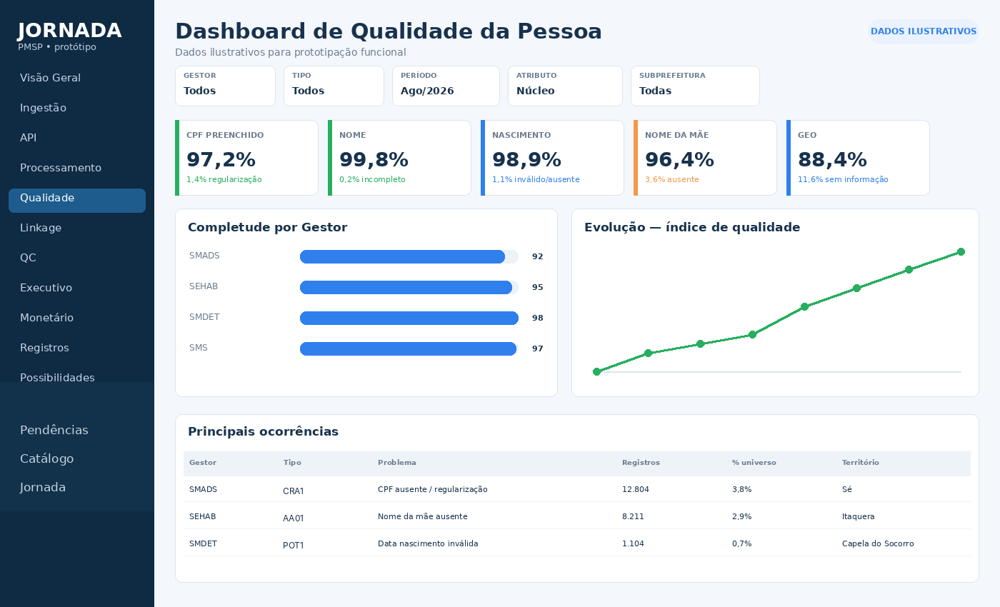 JORNADA
PMSP • protótipo
Visão Geral
Ingestão
API
Processamento
Qualidade
Linkage
QC
Executivo
Monetário
Registros
Possibilidades
Pendências
Catálogo
Jornada
Dashboard de Qualidade da Pessoa
DADOS ILUSTRATIVOS
Dados ilustrativos para prototipação funcional
GESTOR
Todos
TIPO
Todos
PERÍODO
Ago/2026
ATRIBUTO
Núcleo
SUBPREFEITURA
Todas
CPF PREENCHIDO
97,2%
1,4% regularização
NOME
99,8%
0,2% incompleto
NASCIMENTO
98,9%
1,1% inválido/ausente
NOME DA MÃE
96,4%
3,6% ausente
GEO
88,4%
11,6% sem informação
Completude por Gestor
SMADS 92
SEHAB 95
SMDET 98
SMS 97
Evolução — índice de qualidade
Principais ocorrências
Gestor Tipo Problema Registros % universo Território
SMADS CRA1 CPF ausente / regularização 12.804 3,8% Sé
SEHAB AA01 Nome da mãe ausente 8.211 2,9% Itaquera
SMDET POT1 Data nascimento inválida 1.104 0,7% Capela do Socorro